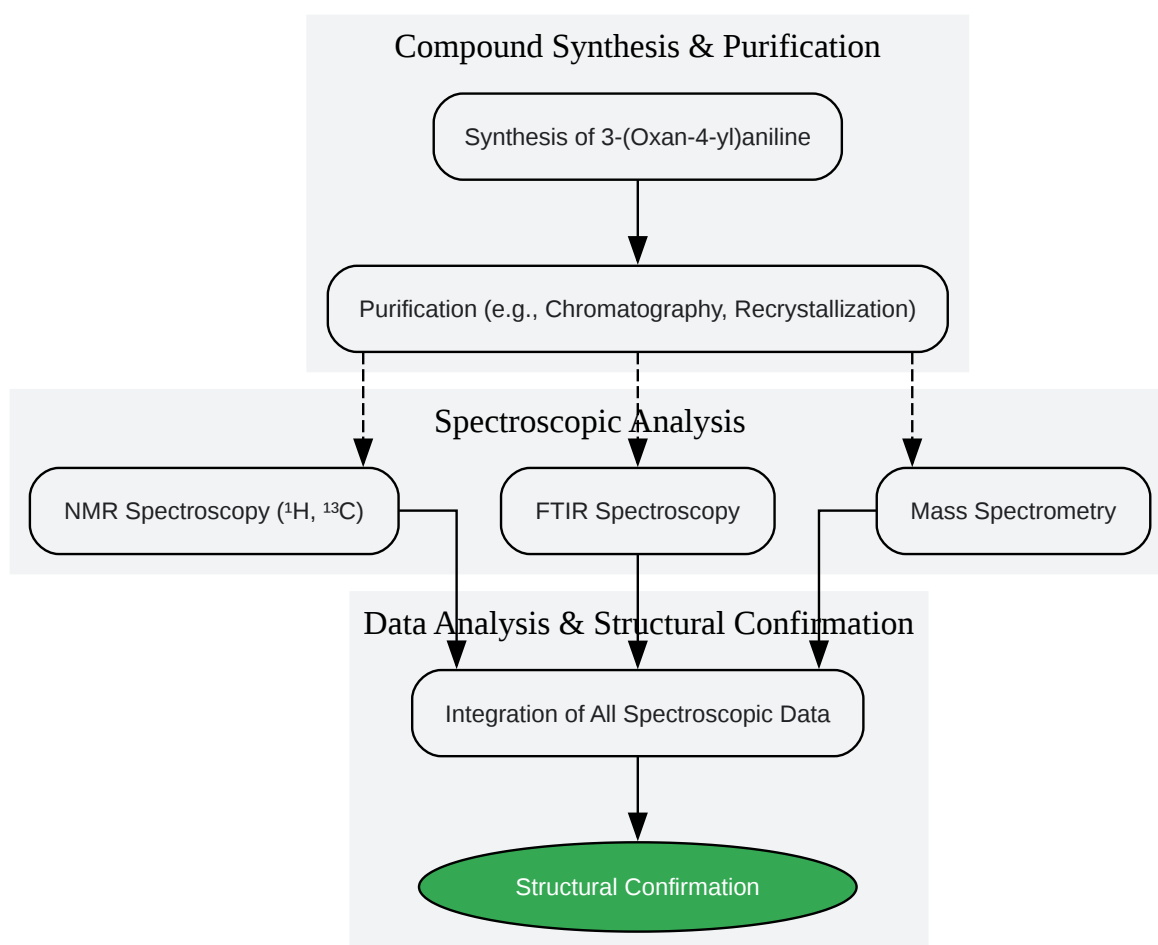 Compound Synthesis & Purification
Synthesis of 3-(Oxan-4-yl)aniline
Purification (e.g., Chromatography, Recrystallization)
Spectroscopic Analysis
NMR Spectroscopy (¹H, ¹³C)
FTIR Spectroscopy
Mass Spectrometry
Data Analysis & Structural Confirmation
Integration of All Spectroscopic Data
Structural Confirmation